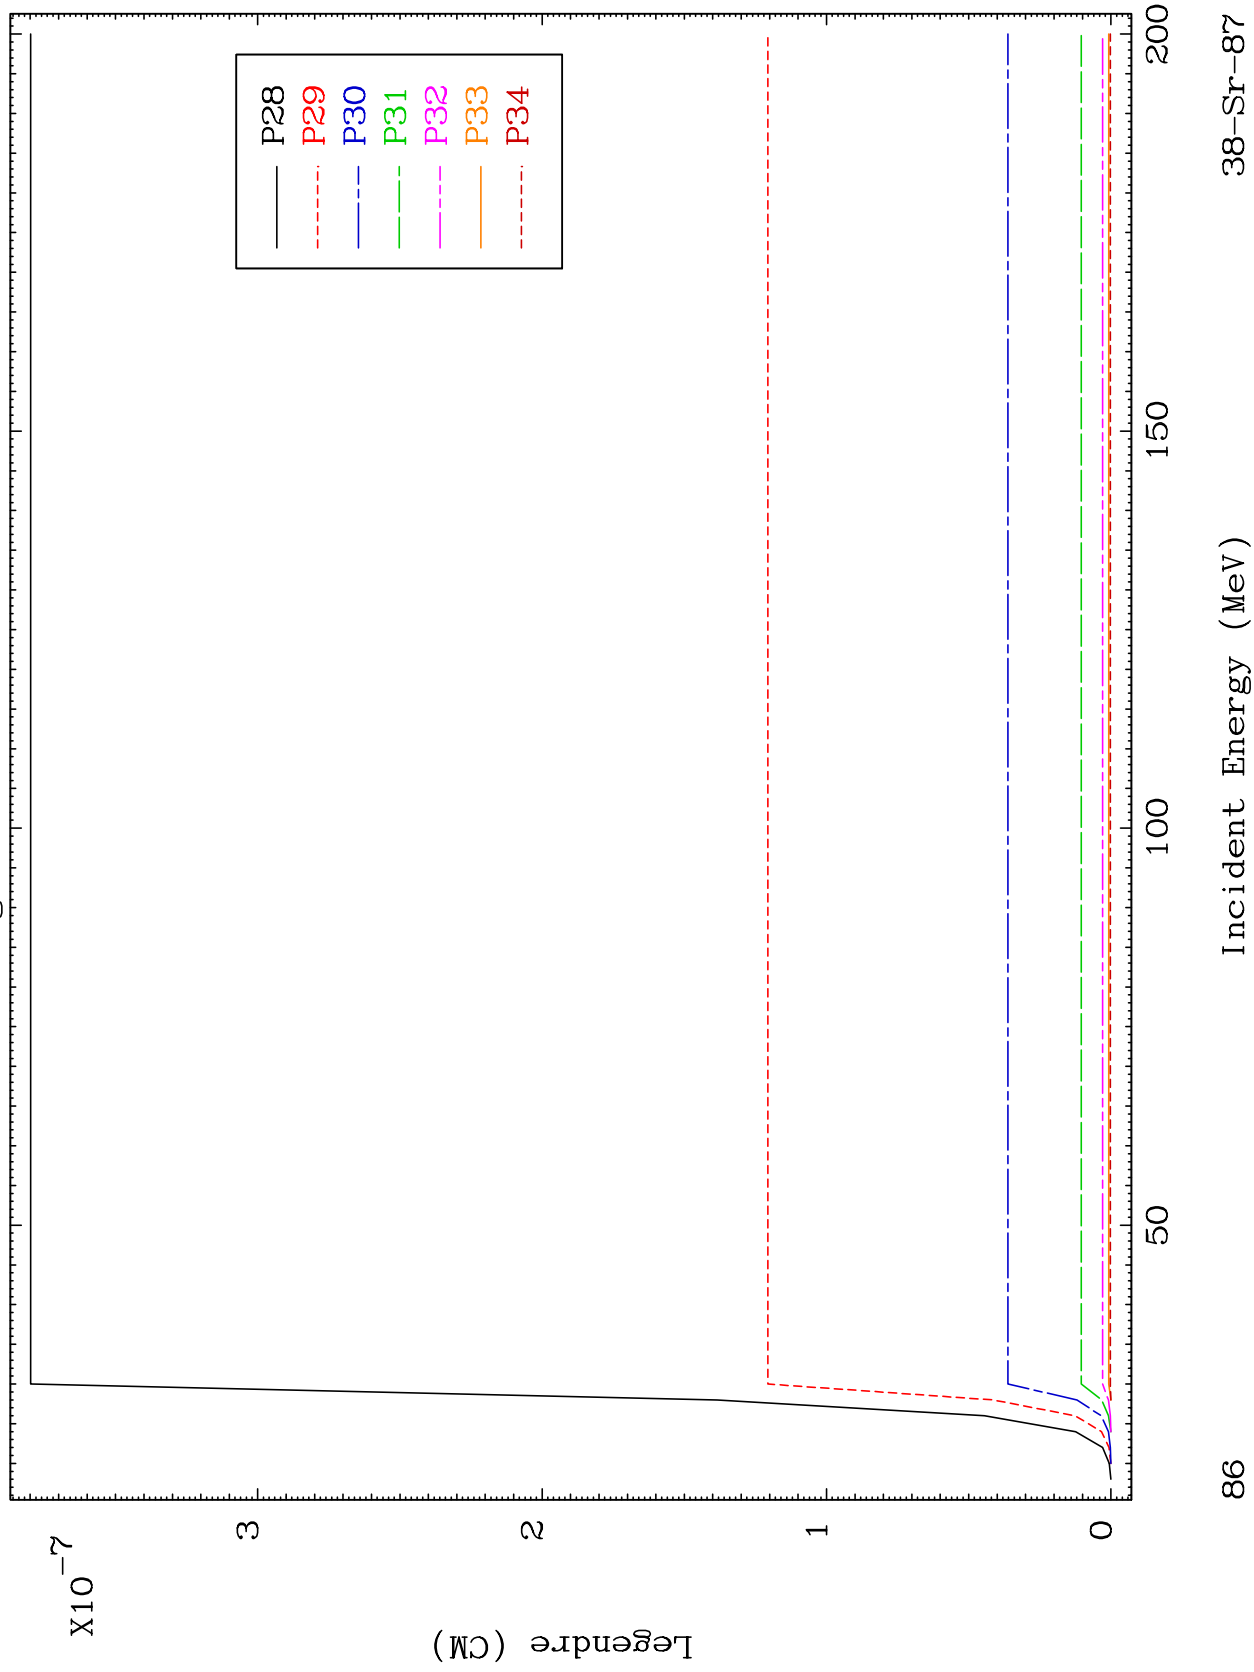 X10-7
3
2
1
0
Legendre (CM)
50
100
150
200
Incident Energy (MeV)
P28
P29
P30
P31
P32
P33
P34
86
38-Sr-87